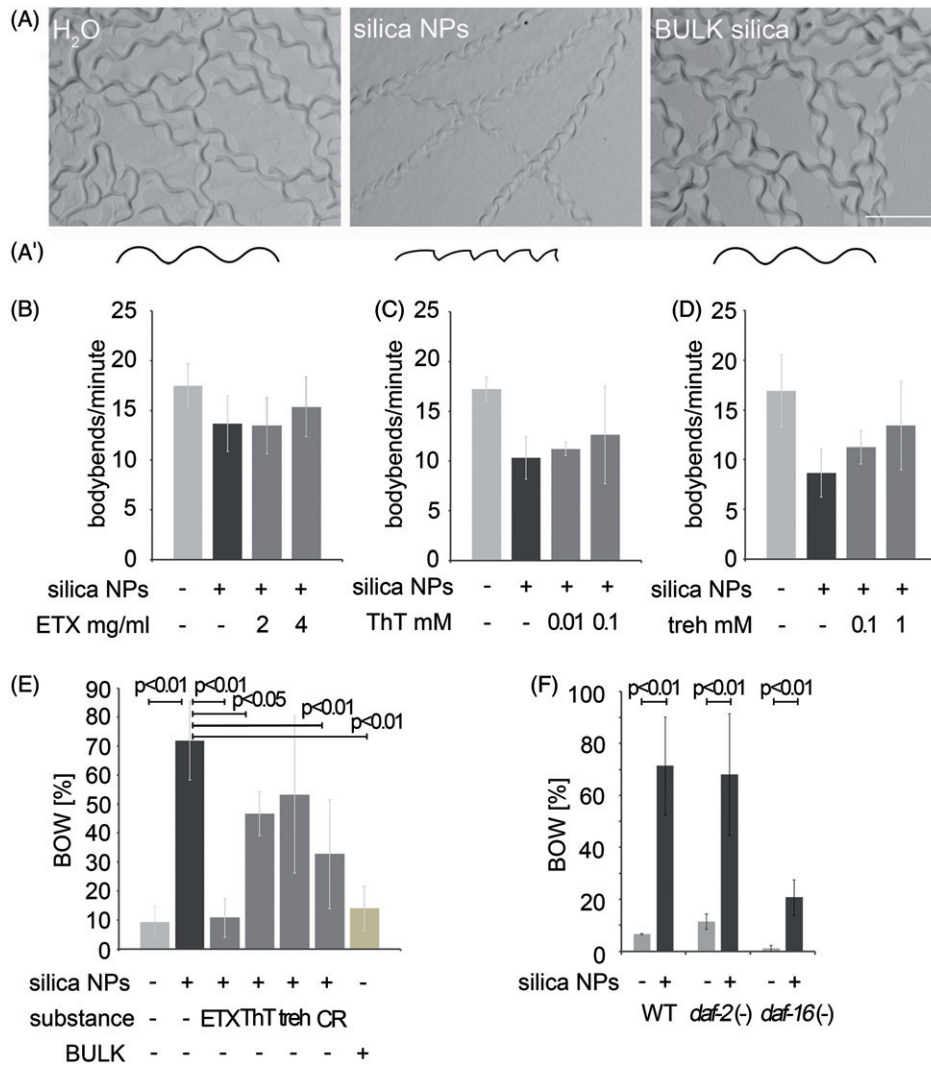 (A) H2O silica NPs BULK silica
(A')
(B) (C) (D)
25 25 25
20 20 20
15 15 15
10 10 10
5 5 5
0 0 0
bodybends/minute bodybends/minute bodybends/minute
silica NPs - + + + silica NPs - + + + silica NPs - + + +
ETX mg/ml - - 2 4 ThT mM - - 0.01 0.1 treh mM - - 0.1 1
(E)
p<0.01 p<0.01
p<0.05
p<0.01
p<0.01
90
80
70
60
50
40
30
20
10
0
BOW [%]
silica NPs - + + + + + -
substance - - ETX ThT treh CR -
BULK - - - - - - +
(F)
p<0.01 p<0.01 p<0.01
100
80
60
40
20
0
BOW [%]
silica NPs - + - + - +
WT daf-2(-) daf-16(-)